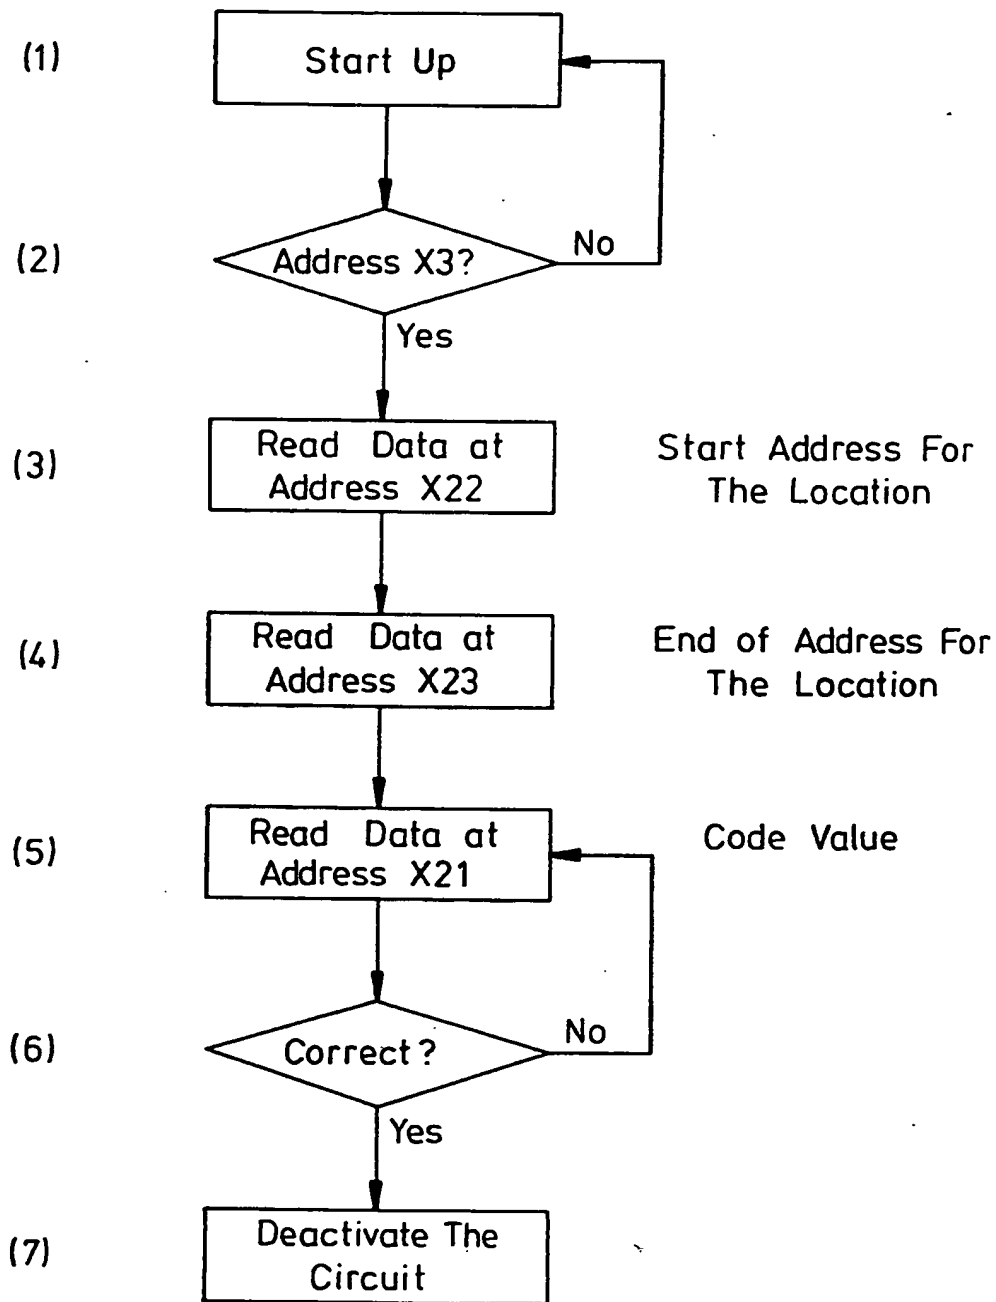 (1)
Start Up
(2)
Address X3?
No
Yes
(3)
Read Data at
Address X22
Start Address For
The Location
(4)
Read Data at
Address X23
End of Address For
The Location
(5)
Read Data at
Address X21
Code Value
(6)
Correct?
No
Yes
(7)
Deactivate The
Circuit